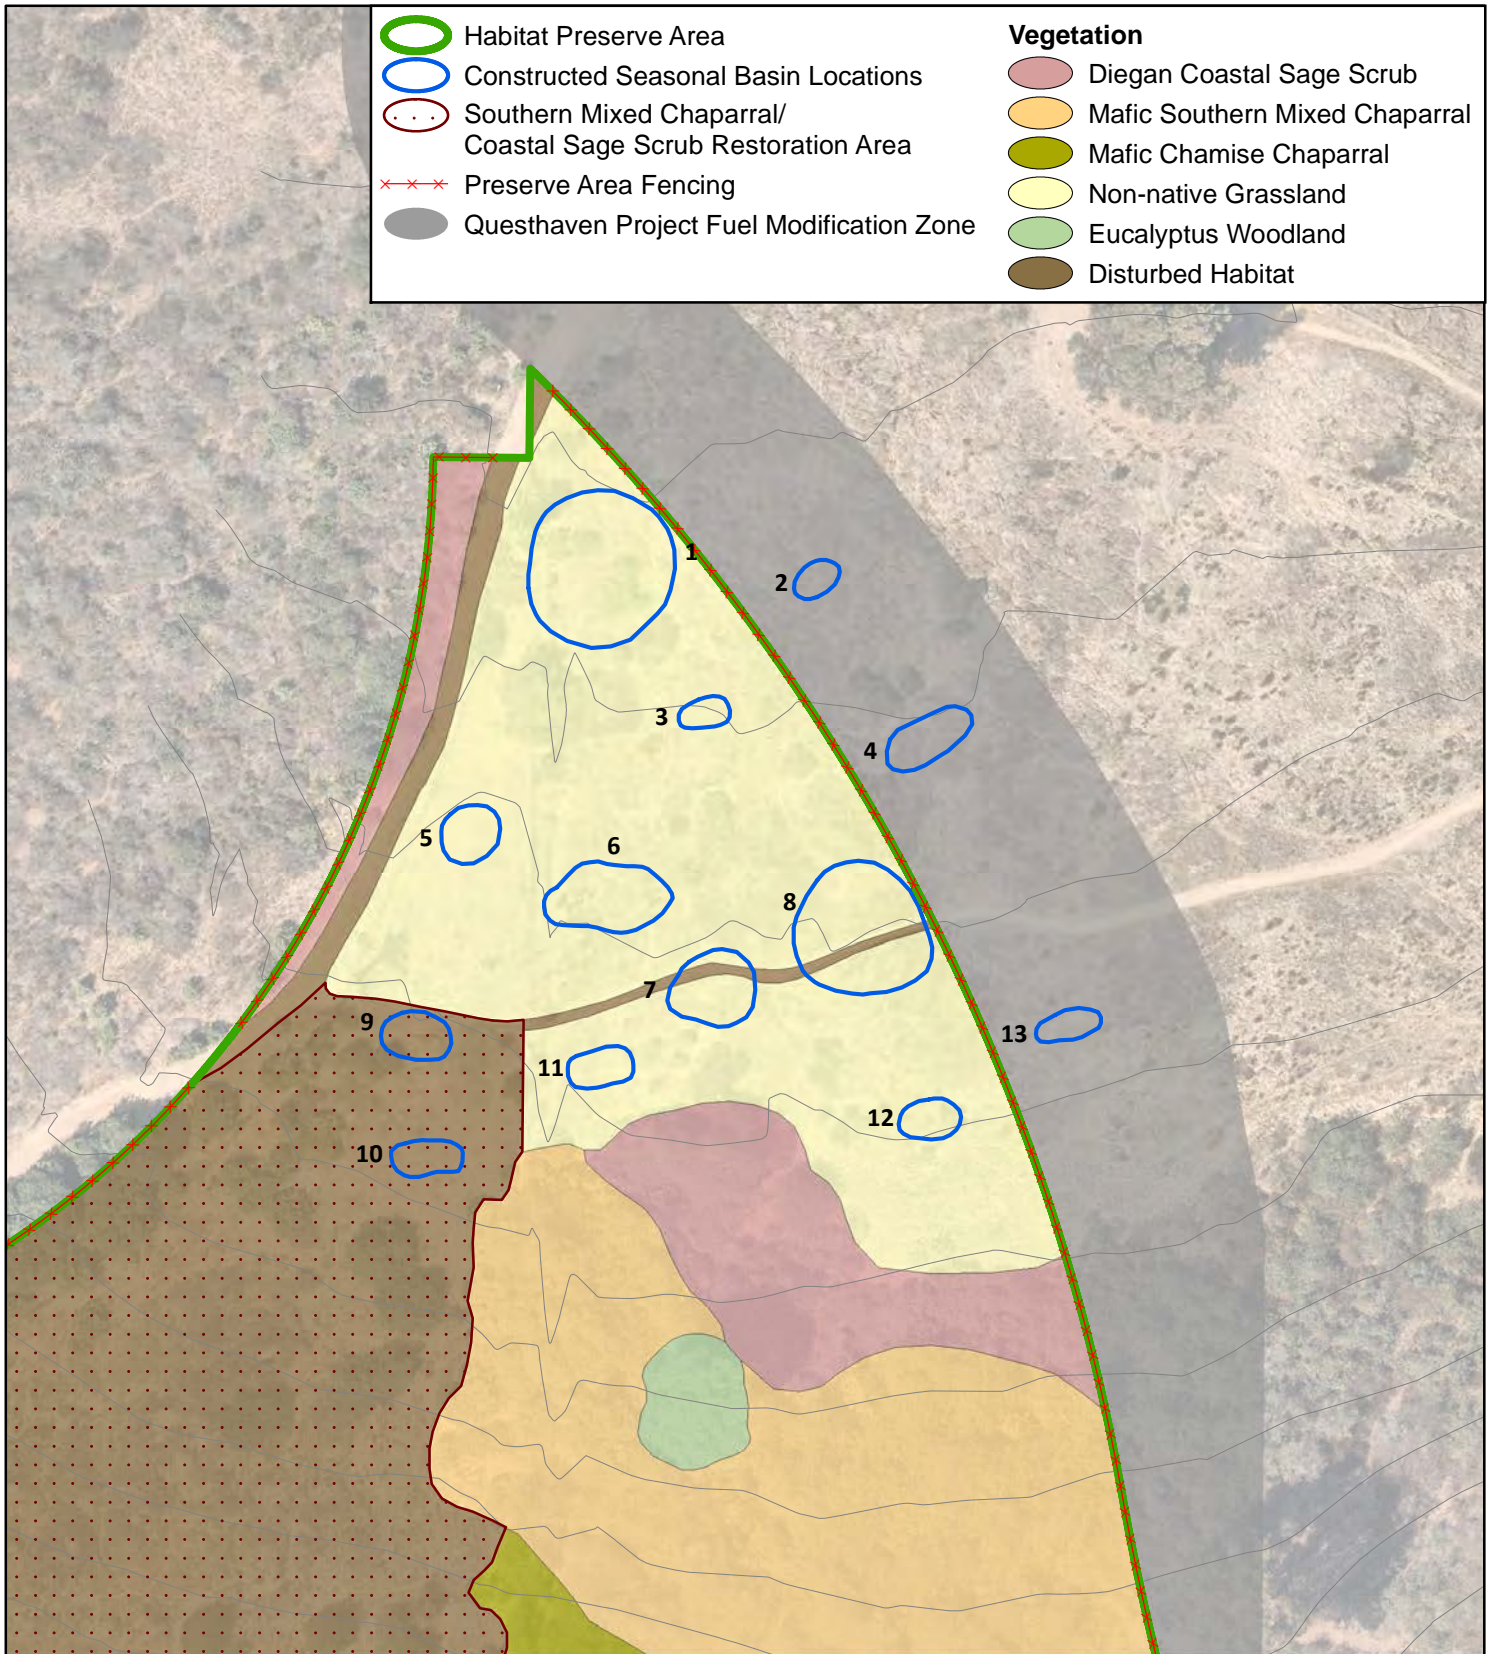 Habitat Preserve Area
Constructed Seasonal Basin Locations
Southern Mixed Chaparral/
Coastal Sage Scrub Restoration Area
Preserve Area Fencing
Questhaven Project Fuel Modification Zone
Vegetation
Diegan Coastal Sage Scrub
Mafic Southern Mixed Chaparral
Mafic Chamise Chaparral
Non-native Grassland
Eucalyptus Woodland
Disturbed Habitat
1
2
3
4
5
6
8
7
9
13
11
12
10